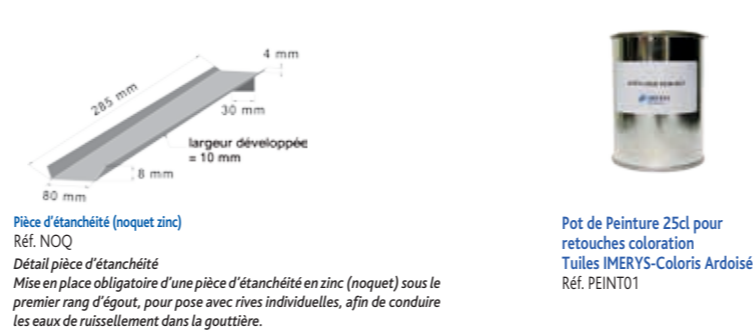 4 mm
285 mm
30 mm
largeur développée
= 10 mm
8 mm
80 mm
Pièce d'étanchéité (noquet zinc)
Réf. NOQ
Détail pièce d'étanchéité
Mise en place obligatoire d'une pièce d'étanchéité en zinc (noquet) sous le
premier rang d'égout, pour pose avec rives individuelles, afin de conduire
les eaux de ruissellement dans la gouttière.
IMERYS
Pot de Peinture 25cl pour
retouches coloration
Tuiles IMERYS-Coloris Ardoisé
Réf. PEINT01